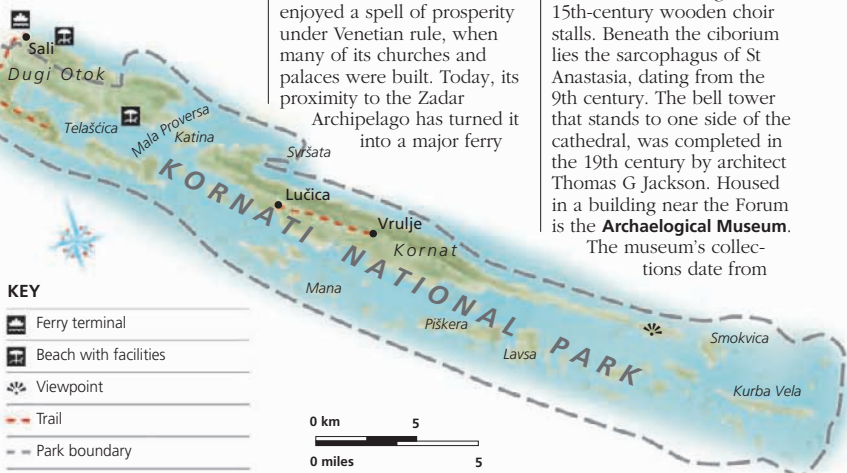 enjoyed a spell of prosperity
under Venetian rule, when
many of its churches and
palaces were built. Today, its
proximity to the Zadar
Archipelago has turned it
into a major ferry
15th-century wooden choir
stalls. Beneath the ciborium
lies the sarcophagus of St
Anastasia, dating from the
9th century. The bell tower
that stands to one side of the
cathedral, was completed in
the 19th century by architect
Thomas G Jackson. Housed
in a building near the Forum
is the Archaelogical Museum.
The museum's collec-
tions date from
Sali
Dugi Otok
Telašćica
Mala Proversa
Katina
Svršata
KORNATI NATIONAL PARK
Lučica
Vrulje
Kornat
Mana
Piškera
Lavsa
Smokvica
Kurba Vela
KEY
Ferry terminal
Beach with facilities
Viewpoint
Trail
Park boundary
0 km 5
0 miles 5